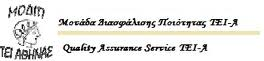 ΜΟΔΙΠ
ΤΕΙ ΑΘΗΝΑΣ
Μονάδα Διασφάλισης Ποιότητας ΤΕΙ-Α
Quality Assurance Service TEI-A